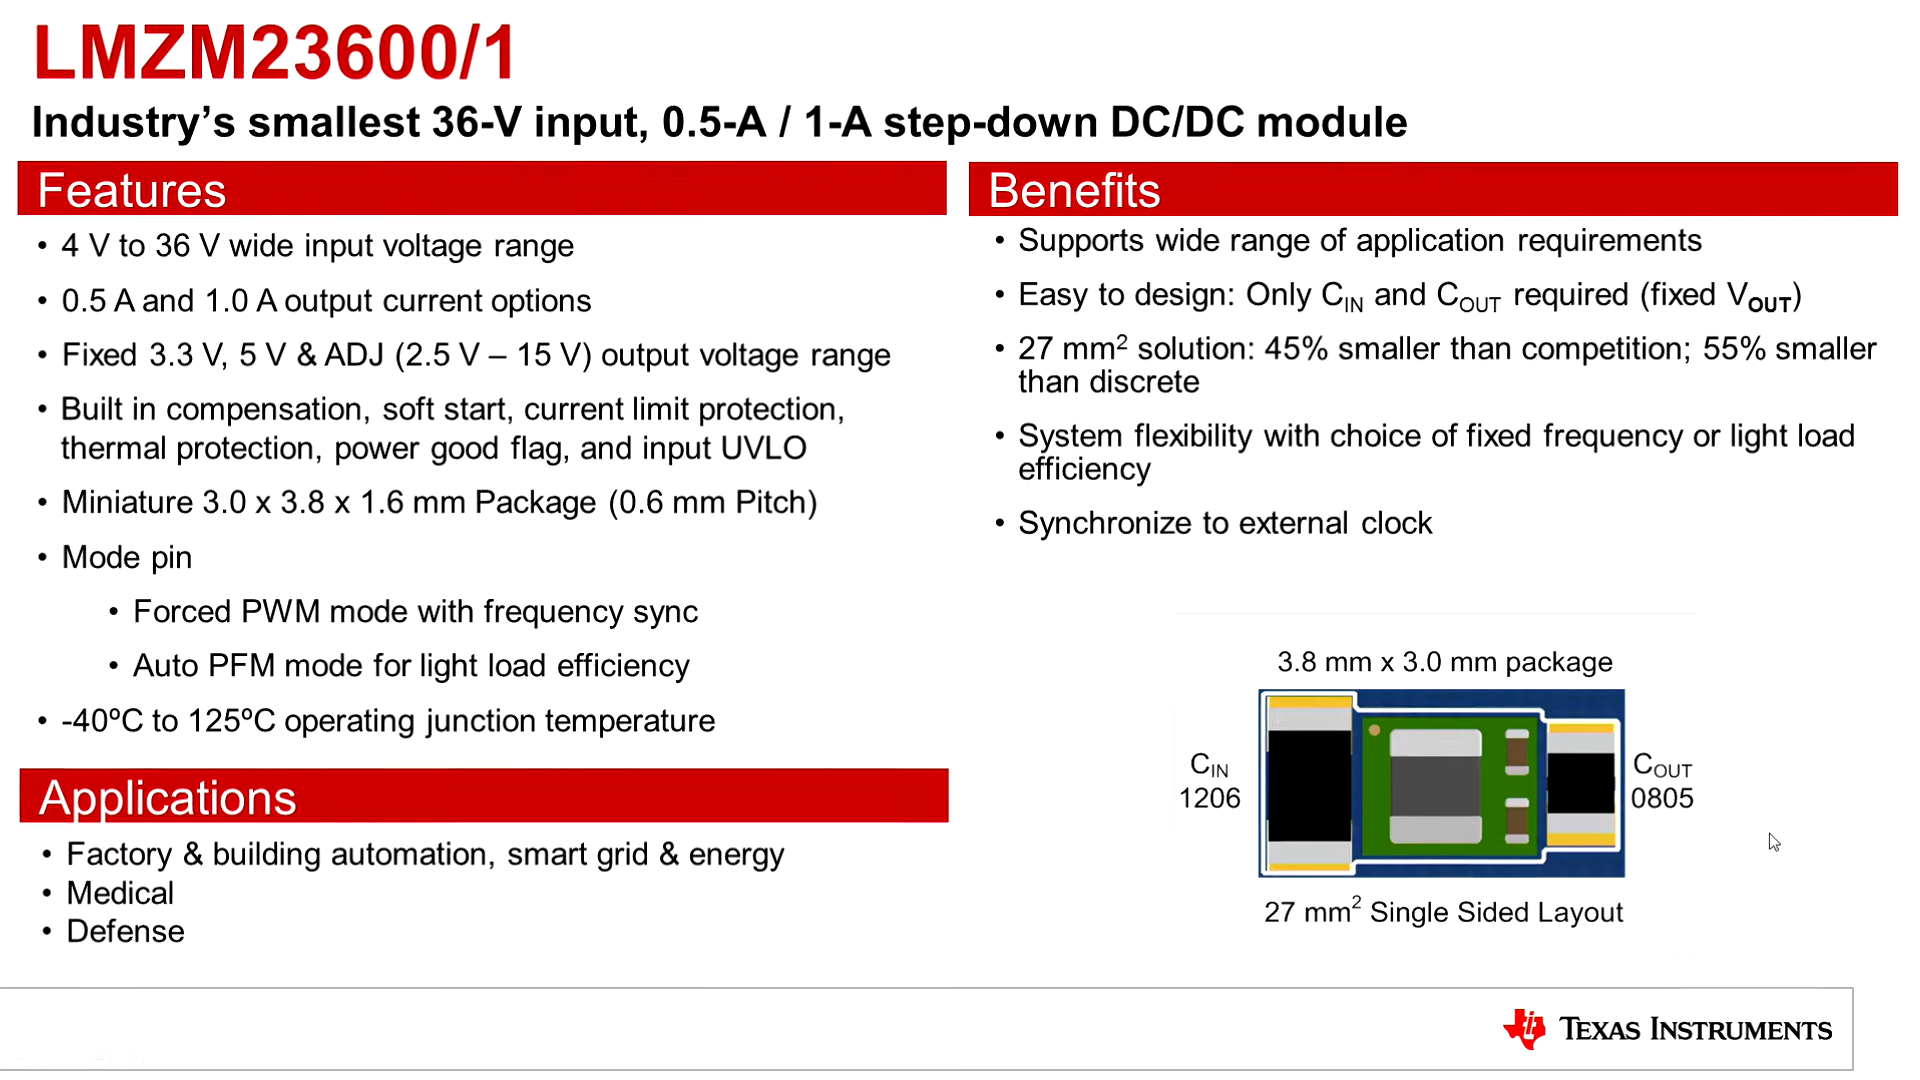 LMZM23600/1
Industry’s smallest 36-V input, 0.5-A / 1-A step-down DC/DC module
Features
• 4 V to 36 V wide input voltage range
• 0.5 A and 1.0 A output current options
• Fixed 3.3 V, 5 V & ADJ (2.5 V – 15 V) output voltage range
• Built in compensation, soft start, current limit protection,
thermal protection, power good flag, and input UVLO
• Miniature 3.0 x 3.8 x 1.6 mm Package (0.6 mm Pitch)
• Mode pin
• Forced PWM mode with frequency sync
• Auto PFM mode for light load efficiency
• -40ºC to 125ºC operating junction temperature
Applications
• Factory & building automation, smart grid & energy
• Medical
• Defense
Benefits
• Supports wide range of application requirements
• Easy to design: Only CIN and COUT required (fixed VOUT)
• 27 mm² solution: 45% smaller than competition; 55% smaller
than discrete
• System flexibility with choice of fixed frequency or light load
efficiency
• Synchronize to external clock
3.8 mm x 3.0 mm package
CIN
1206
COUT
0805
27 mm² Single Sided Layout
TEXAS INSTRUMENTS